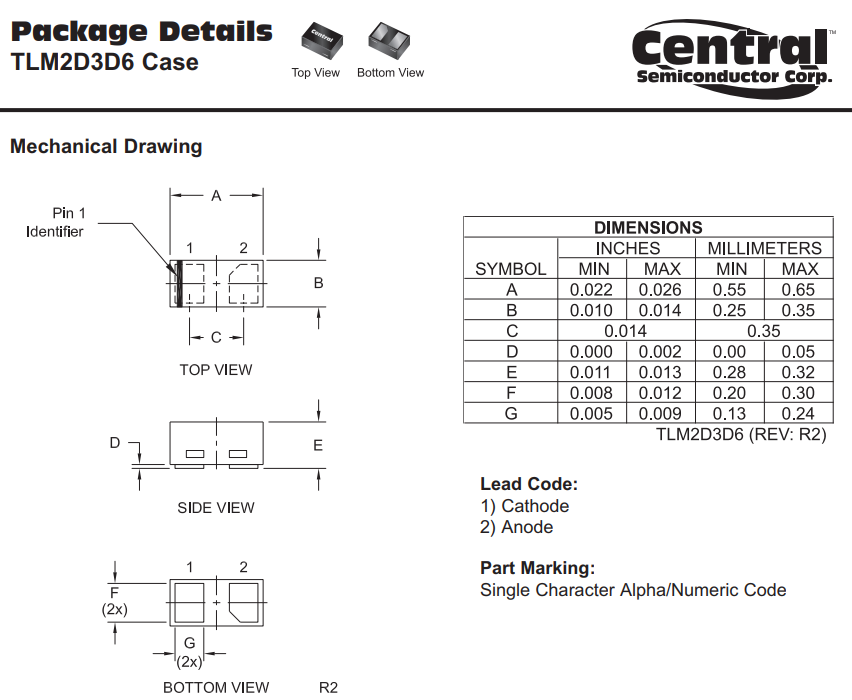 Package Details
TLM2D3D6 Case
Central
Top View
Bottom View
Central™
Semiconductor Corp.
Mechanical Drawing
A
Pin 1
Identifier
1 2
B
C
TOP VIEW
D
E
SIDE VIEW
1 2
F
(2x)
G
(2x)
BOTTOM VIEW R2
DIMENSIONS
INCHES MILLIMETERS
SYMBOL MIN MAX MIN MAX
A 0.022 0.026 0.55 0.65
B 0.010 0.014 0.25 0.35
C 0.014 0.35
D 0.000 0.002 0.00 0.05
E 0.011 0.013 0.28 0.32
F 0.008 0.012 0.20 0.30
G 0.005 0.009 0.13 0.24
TLM2D3D6 (REV: R2)
Lead Code:
1) Cathode
2) Anode
Part Marking:
Single Character Alpha/Numeric Code